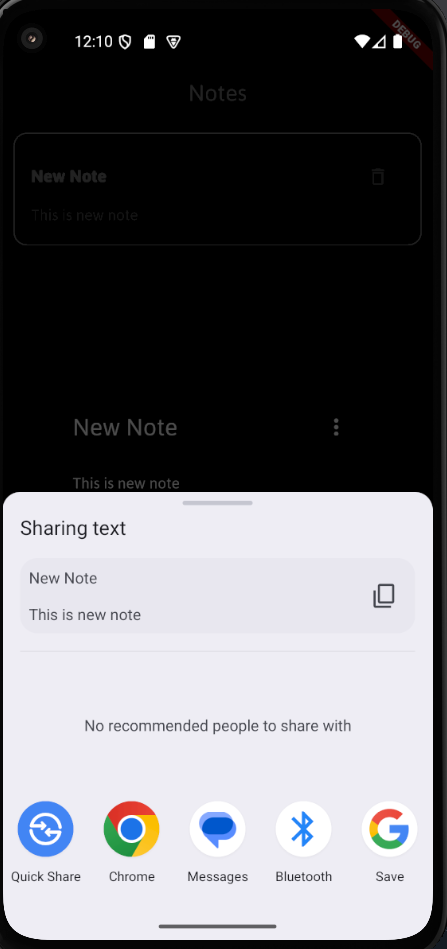 12:10
DEBUG
Notes
New Note
This is new note
New Note
This is new note
Sharing text
New Note
This is new note
No recommended people to share with
Quick Share
Chrome
Messages
Bluetooth
Save